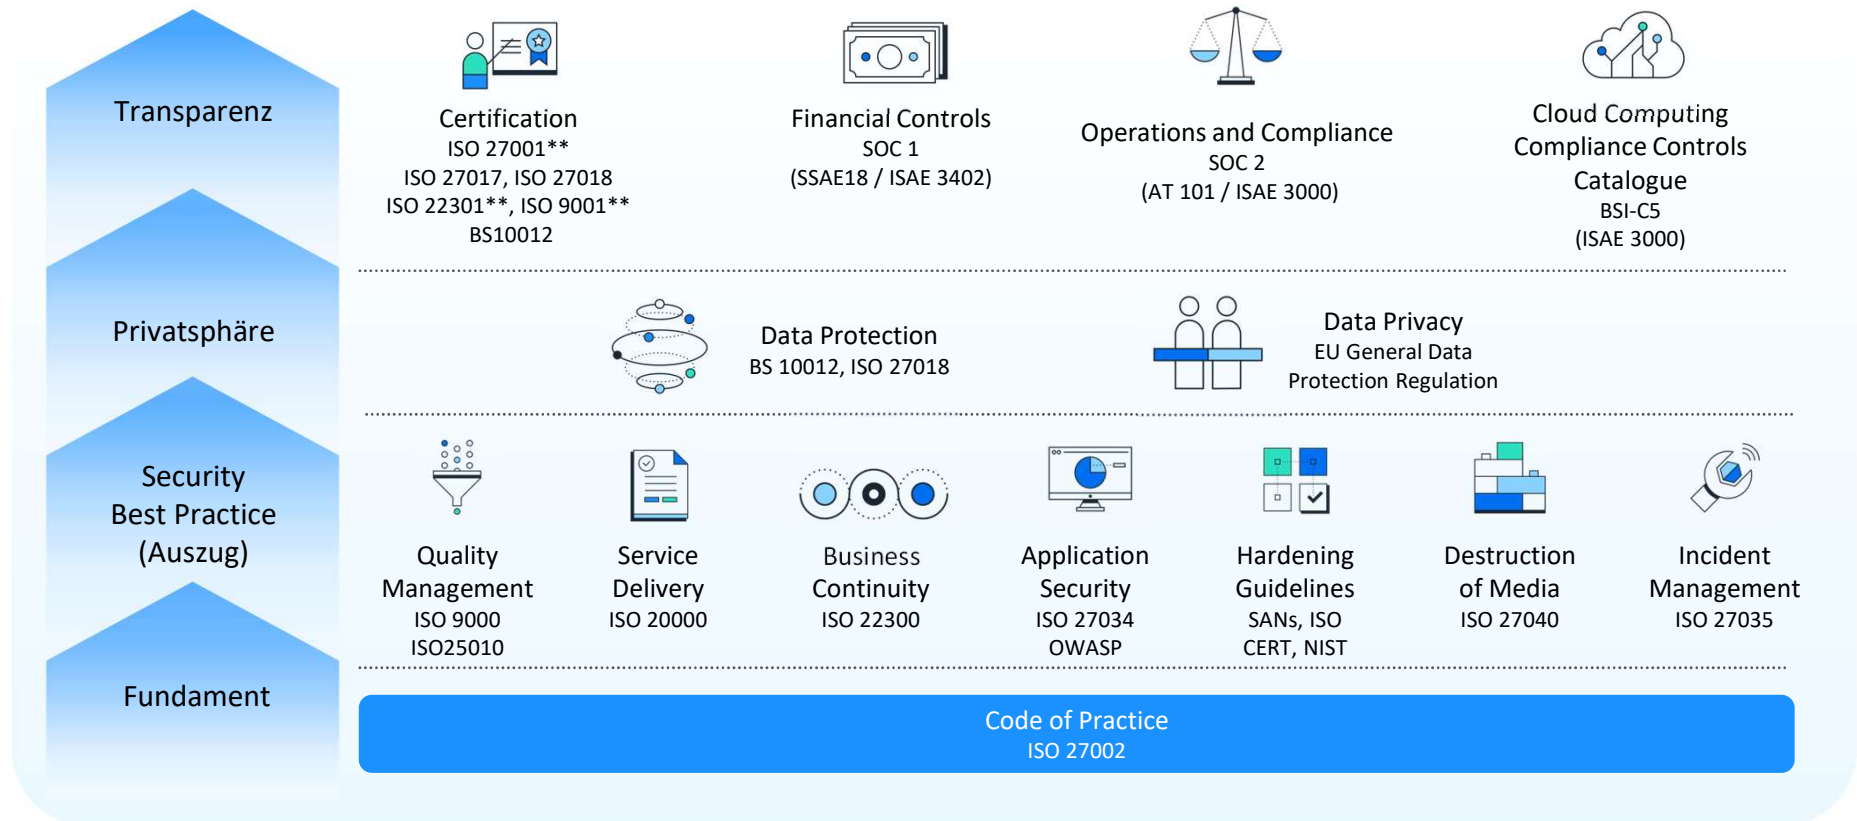 Transparenz
Certification
ISO 27001**
ISO 27017, ISO 27018
ISO 22301**, ISO 9001**
BS10012
Financial Controls
SOC 1
(SSAE18 / ISAE 3402)
Operations and Compliance
SOC 2
(AT 101 / ISAE 3000)
Cloud Computing
Compliance Controls
Catalogue
BSI-C5
(ISAE 3000)
Privatsphäre
Data Protection
BS 10012, ISO 27018
Data Privacy
EU General Data
Protection Regulation
Security
Best Practice
(Auszug)
Quality
Management
ISO 9000
ISO25010
Service
Delivery
ISO 20000
Business
Continuity
ISO 22300
Application
Security
ISO 27034
OWASP
Hardening
Guidelines
SANs, ISO
CERT, NIST
Destruction
of Media
ISO 27040
Incident
Management
ISO 27035
Fundament
Code of Practice
ISO 27002